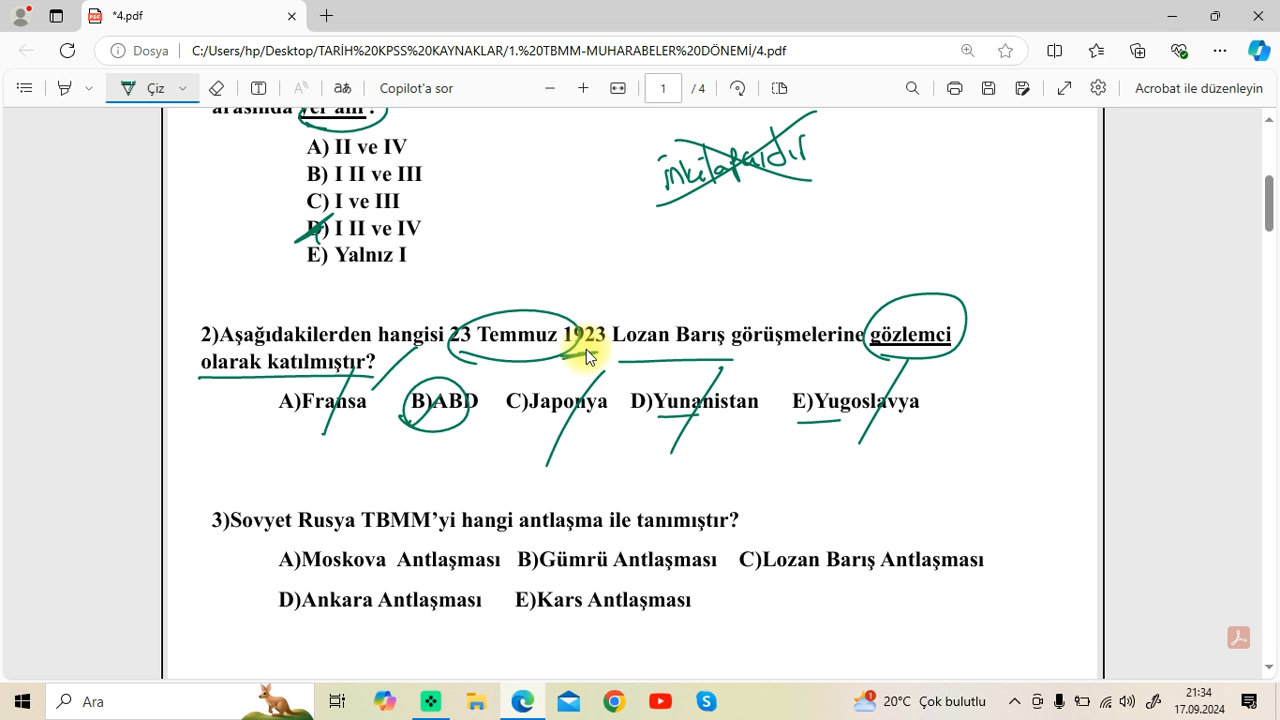 *4.pdf
Dosya
C:/Users/hp/Desktop/TARİH%20KPSS%20KAYNAKLAR/1.%20TBMM-MUHARABELER%20DÖNEMİ/4.pdf
Çiz
Copilot'a sor
1 / 4
Acrobat ile düzenleyin
arasında yer alır?
A) II ve IV
B) I II ve III
C) I ve III
D) I II ve IV
E) Yalnız I
2)Aşağıdakilerden hangisi 23 Temmuz 1923 Lozan Barış görüşmelerine gözlemci
olarak katılmıştır?
A)Fransa B)ABD C)Japonya D)Yunanistan E)Yugoslavya
3)Sovyet Rusya TBMM’yi hangi antlaşma ile tanımıştır?
A)Moskova Antlaşması B)Gümrü Antlaşması C)Lozan Barış Antlaşması
D)Ankara Antlaşması E)Kars Antlaşması
Ara
20°C Çok bulutlu
21:34
17.09.2024